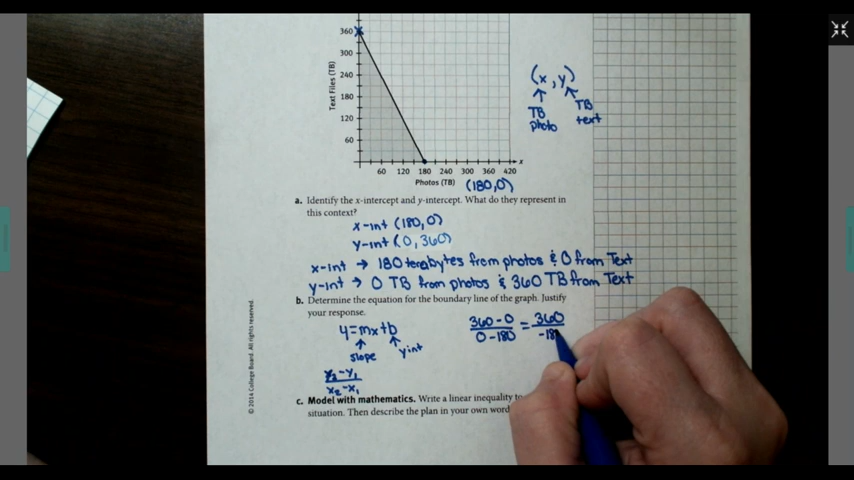 360
300
240
180
120
60
Text Files (TB)
60 120 180 240 300 360 420
x
Photos (TB)
(180,0)
(x , y)
TB photo
TB text
a. Identify the x-intercept and y-intercept. What do they represent in
this context?
x-int (180,0)
y-int (0, 360)
x-int → 180 terabytes from photos & 0 from Text
y-int → 0 TB from photos & 360 TB from Text
b. Determine the equation for the boundary line of the graph. Justify
your response.
y=mx+b
slope
yint
y₂-y₁
x₂-x₁
360-0 = 360
0-180 -18
c. Model with mathematics. Write a linear inequality to
situation. Then describe the plan in your own
© 2014 College Board. All rights reserved.